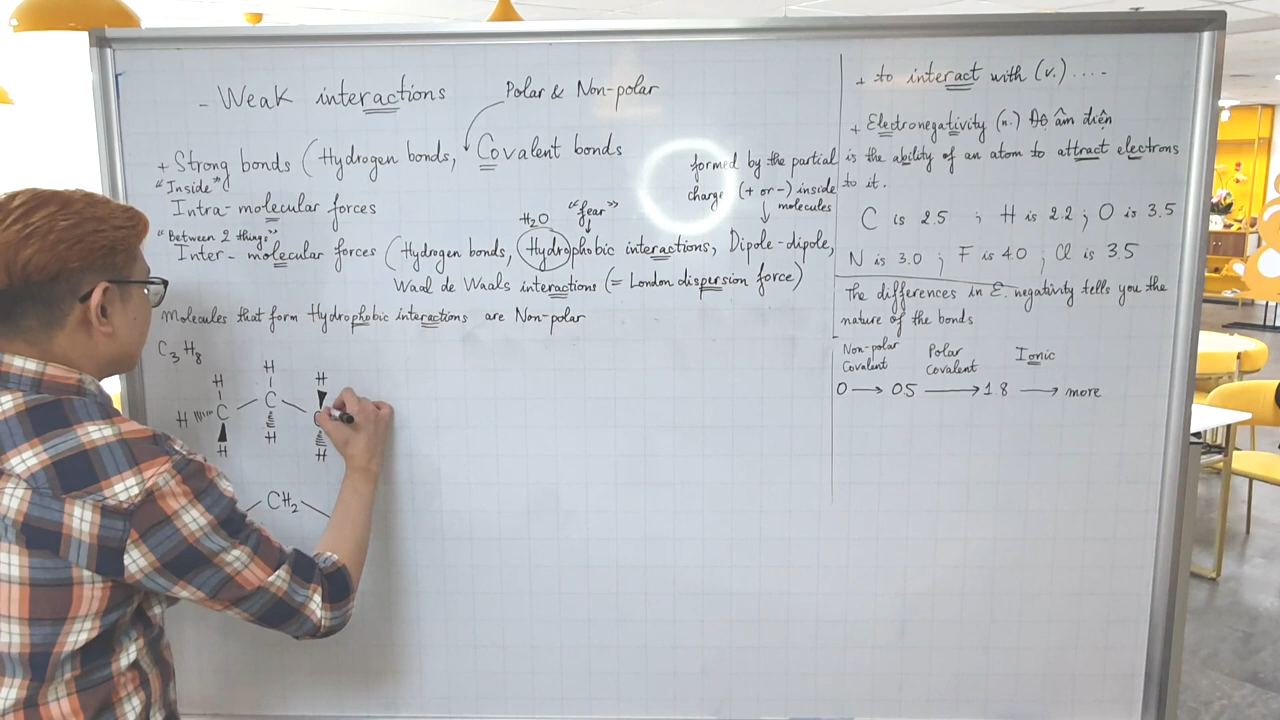 - Weak interactions
Polar & Non-polar
+ Strong bonds (Hydrogen bonds, Covalent bonds
"Inside"
Intra-molecular forces
"Between 2 things"
H₂O
"fear"
Inter-molecular forces (Hydrogen bonds, Hydrophobic interactions, Dipole-dipole,
Waal de Waals interactions (= London dispersion force)
formed by the partial
charge (+ or -) inside
molecules
Molecules that form Hydrophobic interactions are Non-polar
C₃H₈
H H H
H C C
H H H
CH₂
+ to interact with (v.) ....
+ Electronegativity (n.) Độ âm điện
is the ability of an atom to attract electrons
to it.
C is 2.5 ; H is 2.2 ; O is 3.5
N is 3.0 ; F is 4.0 ; Cl is 3.5
The differences in E. negativity tells you the
nature of the bonds
Non-polar Covalent
Polar Covalent
Ionic
0 → 0.5 → 1.8 → more